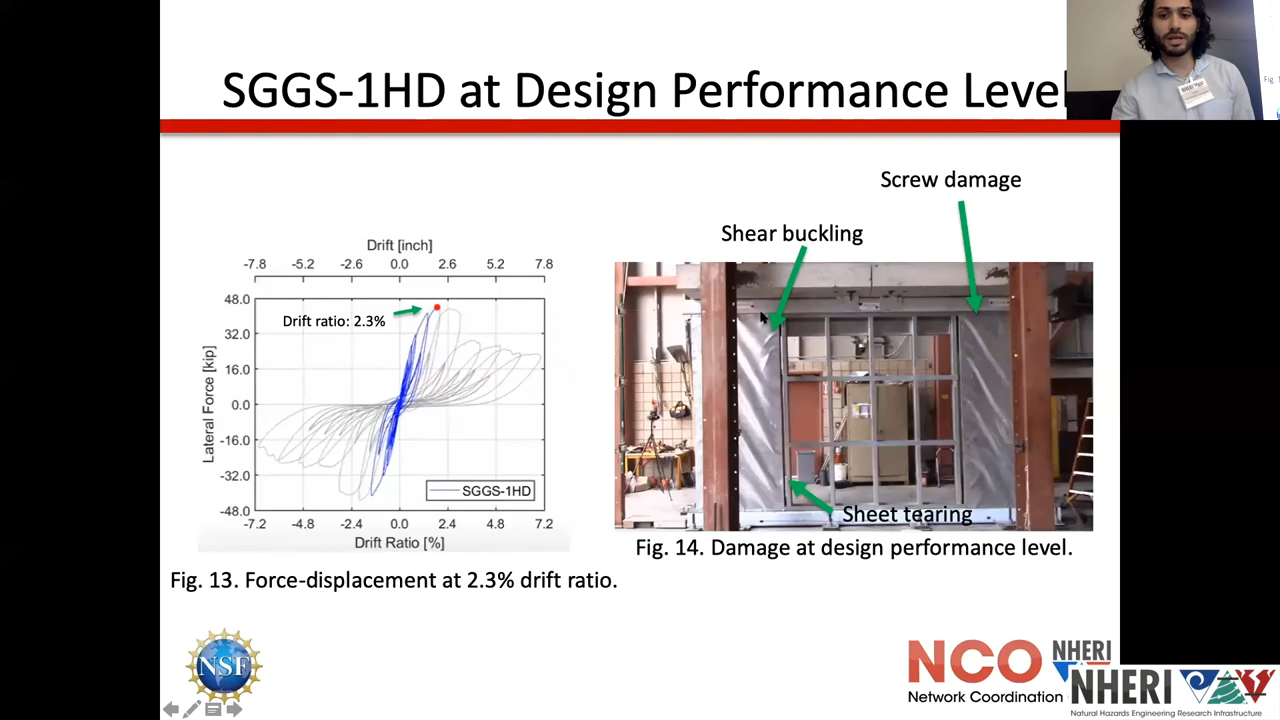 SGGS-1HD at Design Performance Level
Screw damage
Shear buckling
Drift [inch]
-7.8 -5.2 -2.6 0.0 2.6 5.2 7.8
48.0
Drift ratio: 2.3%
32.0
16.0
0.0
-16.0
-32.0
-48.0
Lateral Force [kip]
SGGS-1HD
-7.2 -4.8 -2.4 0.0 2.4 4.8 7.2
Drift Ratio [%]
Sheet tearing
Fig. 14. Damage at design performance level.
Fig. 13. Force-displacement at 2.3% drift ratio.
NSF
NCO
Network Coordination
NHERI
NHERI
Natural Hazards Engineering Research Infrastructure
NHERI
Fig. 1